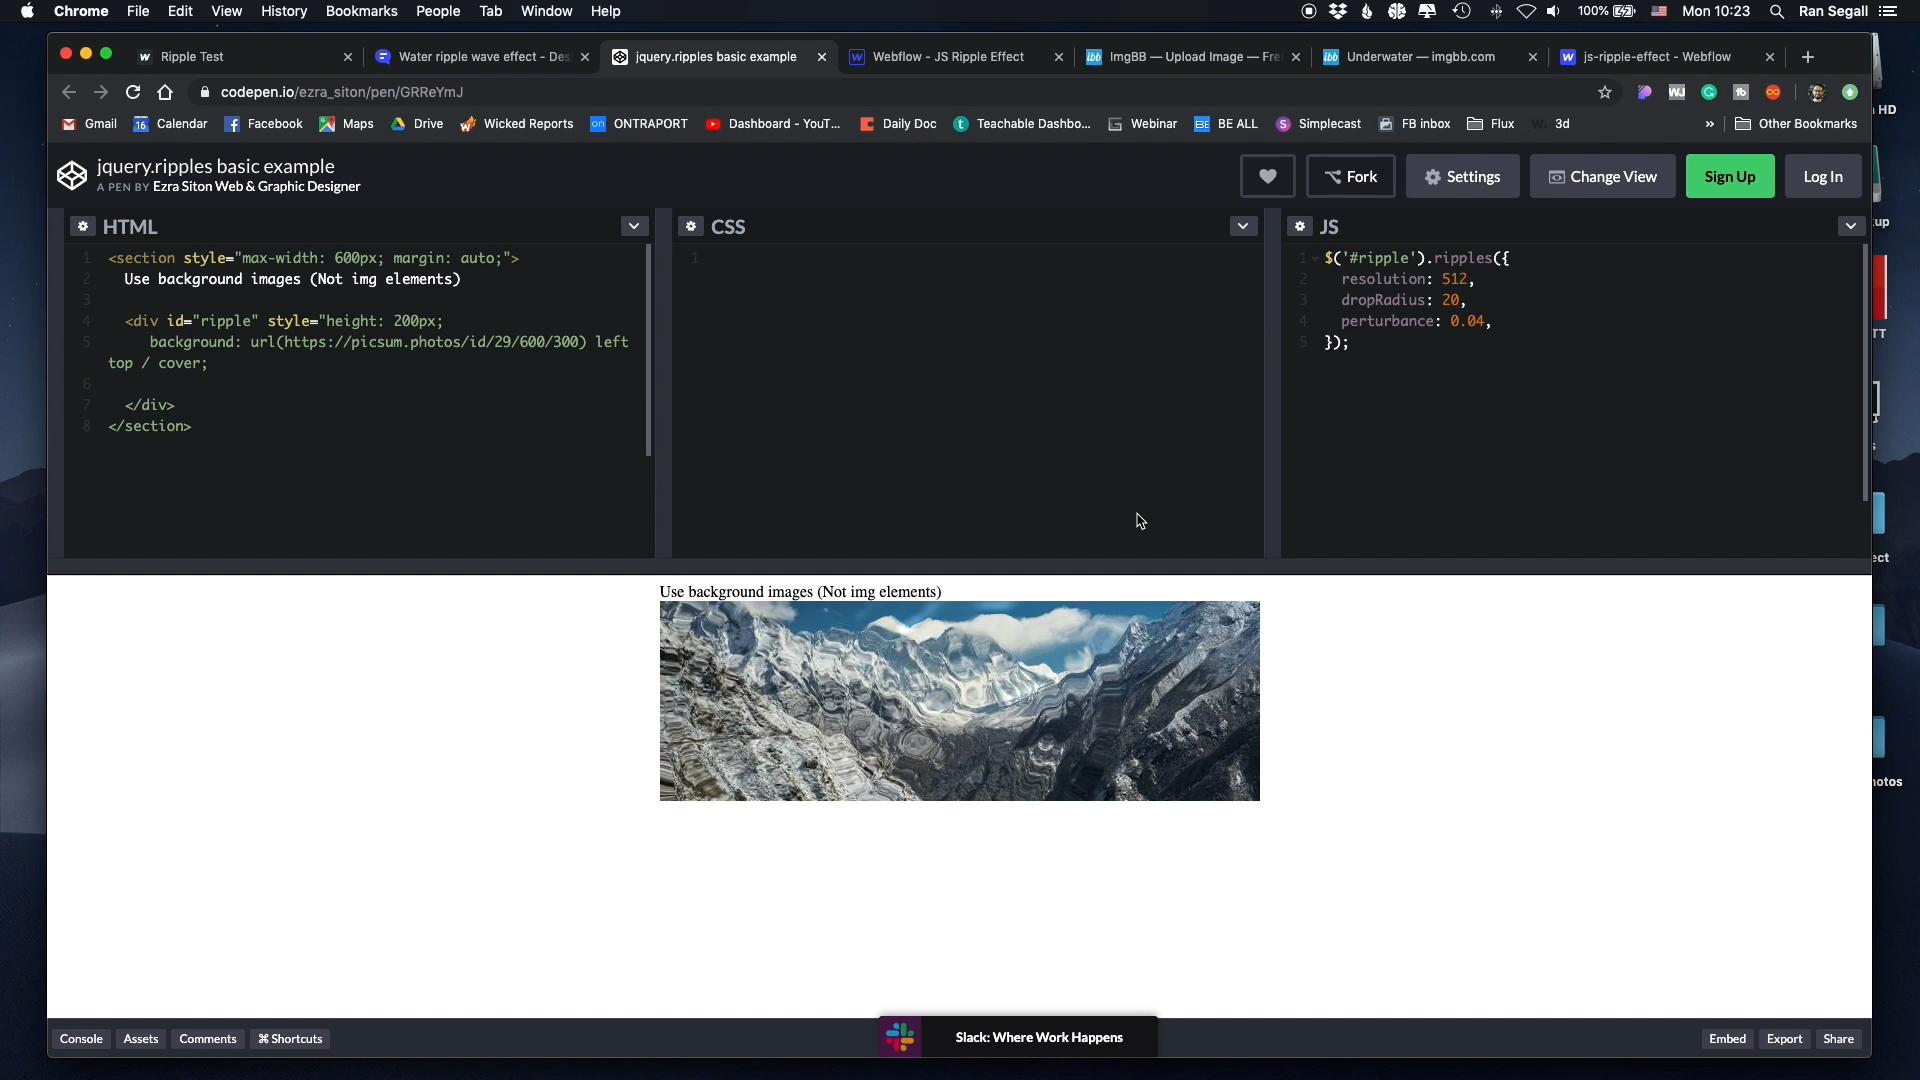 Chrome File Edit View History Bookmarks People Tab Window Help
100% Mon 10:23 Ran Segall
Ripple Test
Water ripple wave effect - Des
jquery.ripples basic example
Webflow - JS Ripple Effect
ImgBB — Upload Image — Fre
Underwater — imgbb.com
js-ripple-effect - Webflow
codepen.io/ezra_siton/pen/GRReYmJ
Gmail Calendar Facebook Maps Drive Wicked Reports ONTRAPORT Dashboard - YouT... Daily Doc Teachable Dashbo... Webinar BE ALL Simplecast FB inbox Flux 3d » Other Bookmarks
HD
jquery.ripples basic example
A PEN BY Ezra Siton Web & Graphic Designer
Fork Settings Change View Sign Up Log In
up
HTML
1 <section style="max-width: 600px; margin: auto;">
2 Use background images (Not img elements)
3
4 <div id="ripple" style="height: 200px;
5 background: url(https://picsum.photos/id/29/600/300) left
top / cover;
6
7 </div>
8 </section>
CSS
1
JS
1 $('#ripple').ripples({
2 resolution: 512,
3 dropRadius: 20,
4 perturbance: 0.04,
5 });
TT
s
ect
otos
Use background images (Not img elements)
Console Assets Comments ⌘ Shortcuts
Slack: Where Work Happens
Embed Export Share